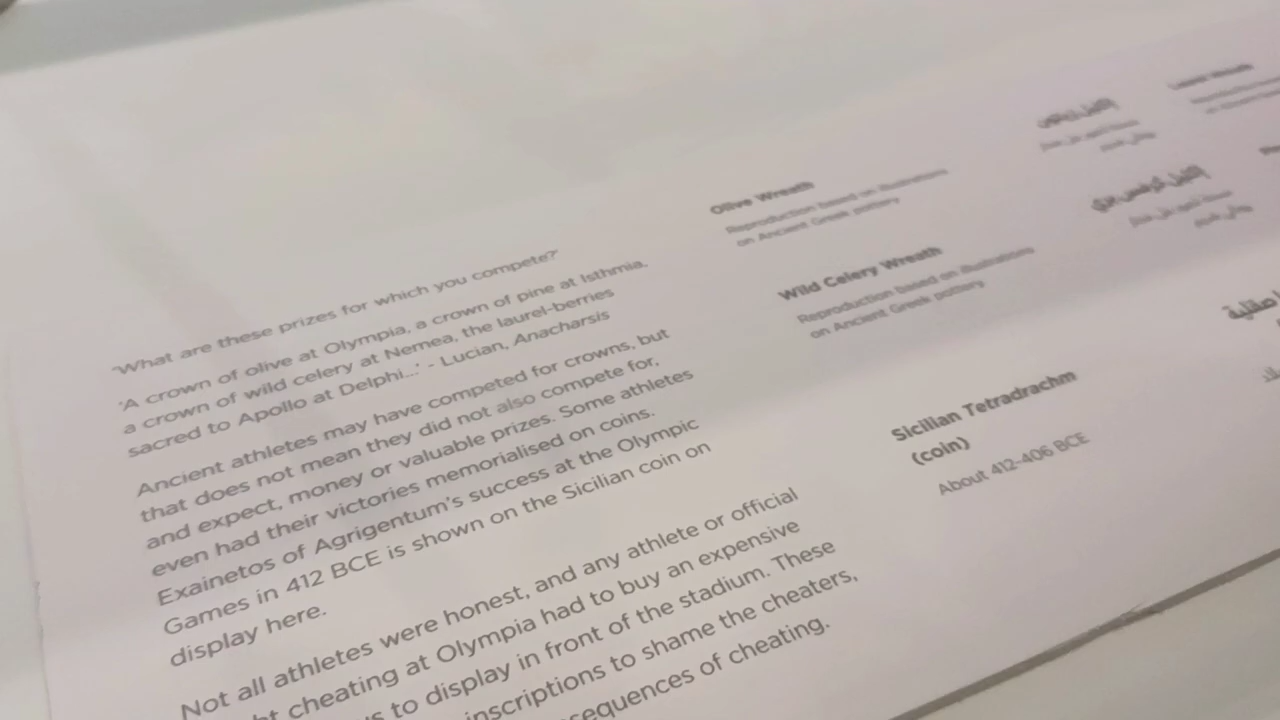 'What are these prizes for which you compete?'
'A crown of olive at Olympia, a crown of pine at Isthmia,
a crown of wild celery at Nemea, the laurel-berries
sacred to Apollo at Delphi...' - Lucian, Anacharsis
Ancient athletes may have competed for crowns, but
that does not mean they did not also compete for,
and expect, money or valuable prizes. Some athletes
even had their victories memorialised on coins.
Exainetos of Agrigentum's success at the Olympic
Games in 412 BCE is shown on the Sicilian coin on
display here.
Not all athletes were honest, and any athlete or official
cheating at Olympia had to buy an expensive
to display in front of the stadium. These
inscriptions to shame the cheaters,
of cheating.
Olive Wreath
Reproduction based on illustrations
on Ancient Greek pottery
Wild Celery Wreath
Reproduction based on illustrations
on Ancient Greek pottery
Sicilian Tetradrachm
(coin)
About 412-406 BCE